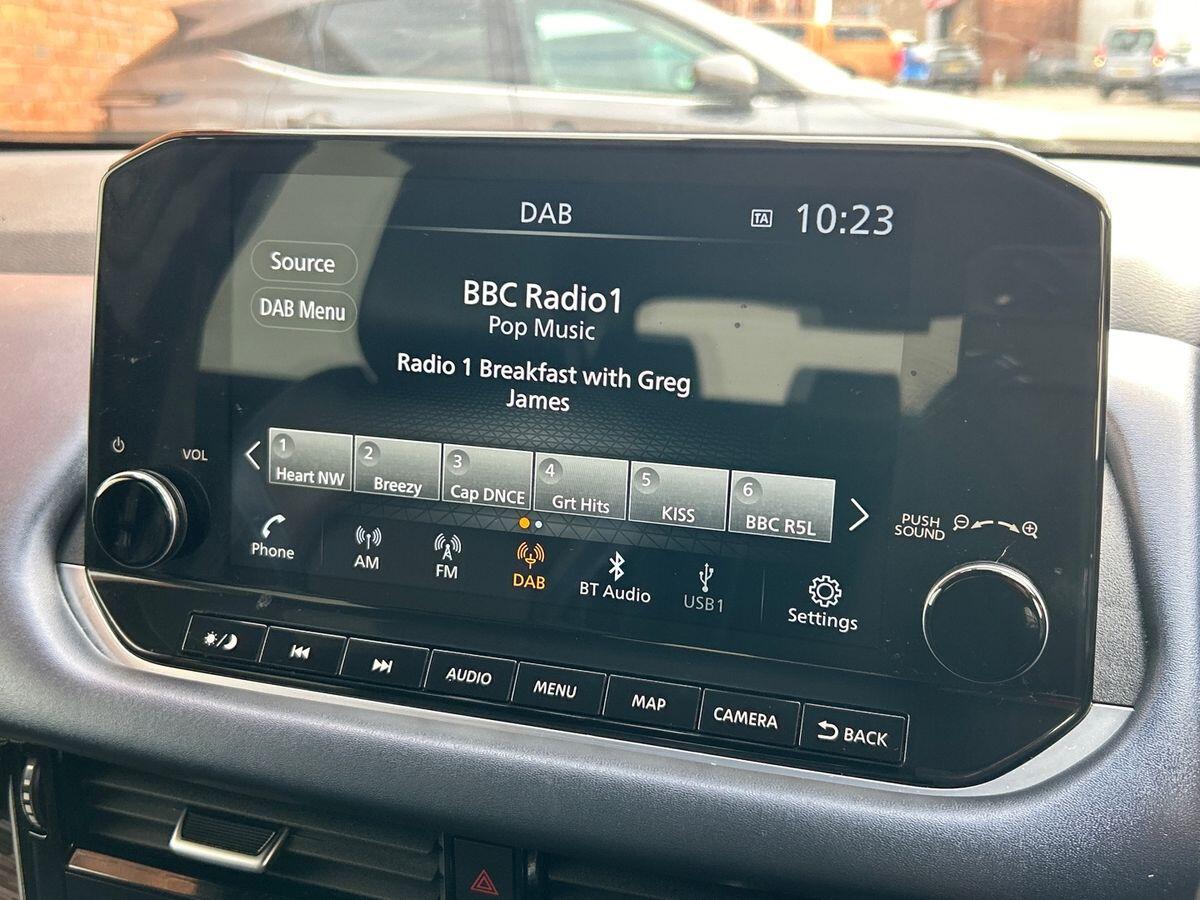 DAB
TA 10:23
Source
DAB Menu
BBC Radio1
Pop Music
Radio 1 Breakfast with Greg
James
1 Heart NW
2 Breezy
3 Cap DNCE
4 Grt Hits
5 KISS
6 BBC R5L
VOL
PUSH
SOUND
Phone
AM
FM
DAB
BT Audio
USB1
Settings
AUDIO
MENU
MAP
CAMERA
BACK